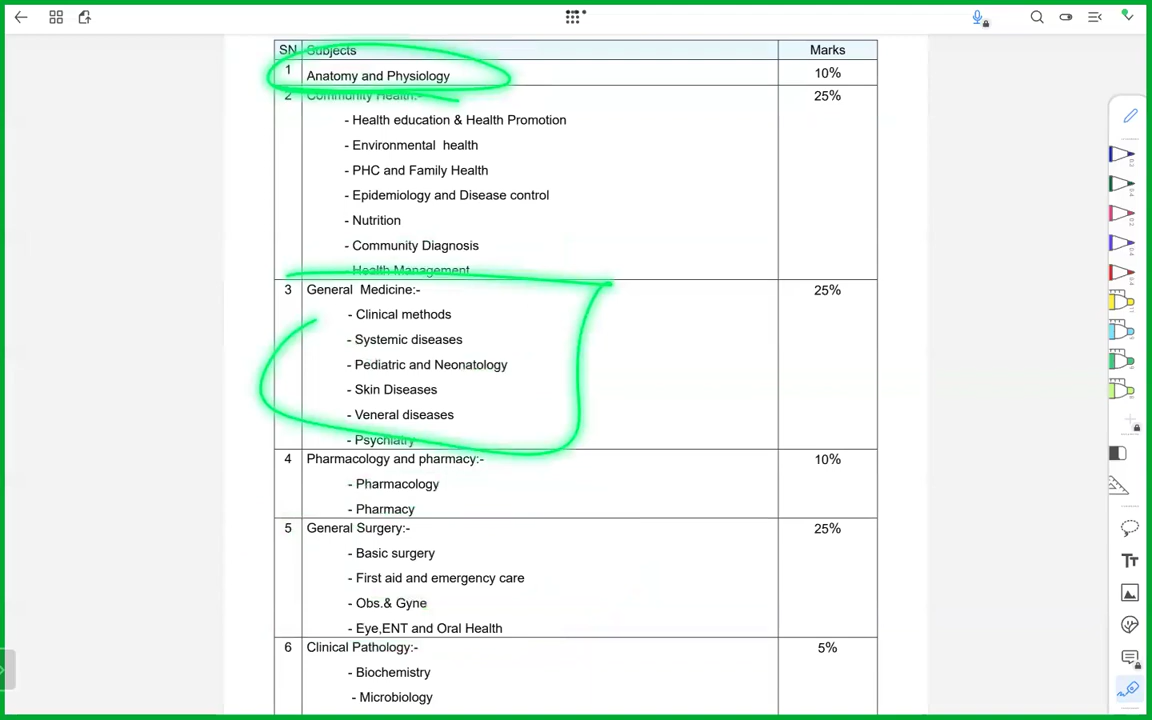 SN Subjects Marks
1 Anatomy and Physiology 10%
2 Community Health:- 25%
- Health education & Health Promotion
- Environmental health
- PHC and Family Health
- Epidemiology and Disease control
- Nutrition
- Community Diagnosis
- Health Management
3 General Medicine:- 25%
- Clinical methods
- Systemic diseases
- Pediatric and Neonatology
- Skin Diseases
- Veneral diseases
- Psychiatry
4 Pharmacology and pharmacy:- 10%
- Pharmacology
- Pharmacy
5 General Surgery:- 25%
- Basic surgery
- First aid and emergency care
- Obs.& Gyne
- Eye,ENT and Oral Health
6 Clinical Pathology:- 5%
- Biochemistry
- Microbiology
TT